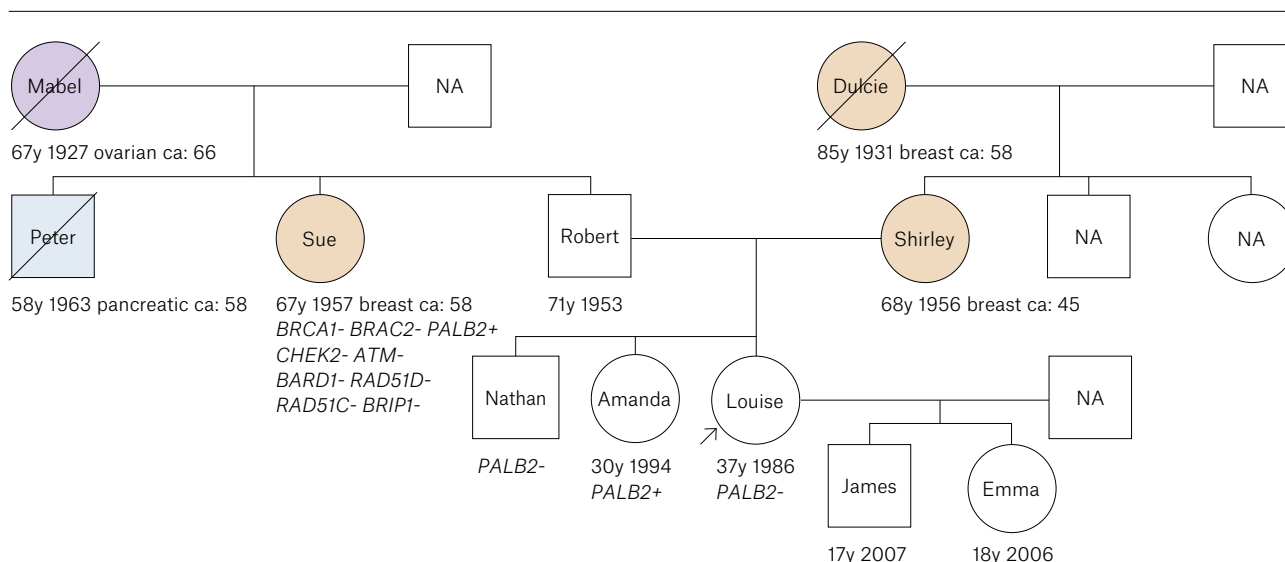 Mabel
NA
Dulcie
NA
67y 1927 ovarian ca: 66
85y 1931 breast ca: 58
Peter
Sue
Robert
Shirley
NA
NA
58y 1963 pancreatic ca: 58
67y 1957 breast ca: 58
BRCA1- BRAC2- PALB2+
CHEK2- ATM-
BARD1- RAD51D-
RAD51C- BRIP1-
71y 1953
68y 1956 breast ca: 45
Nathan
Amanda
Louise
NA
PALB2-
30y 1994
PALB2+
37y 1986
PALB2-
James
Emma
17y 2007
18y 2006